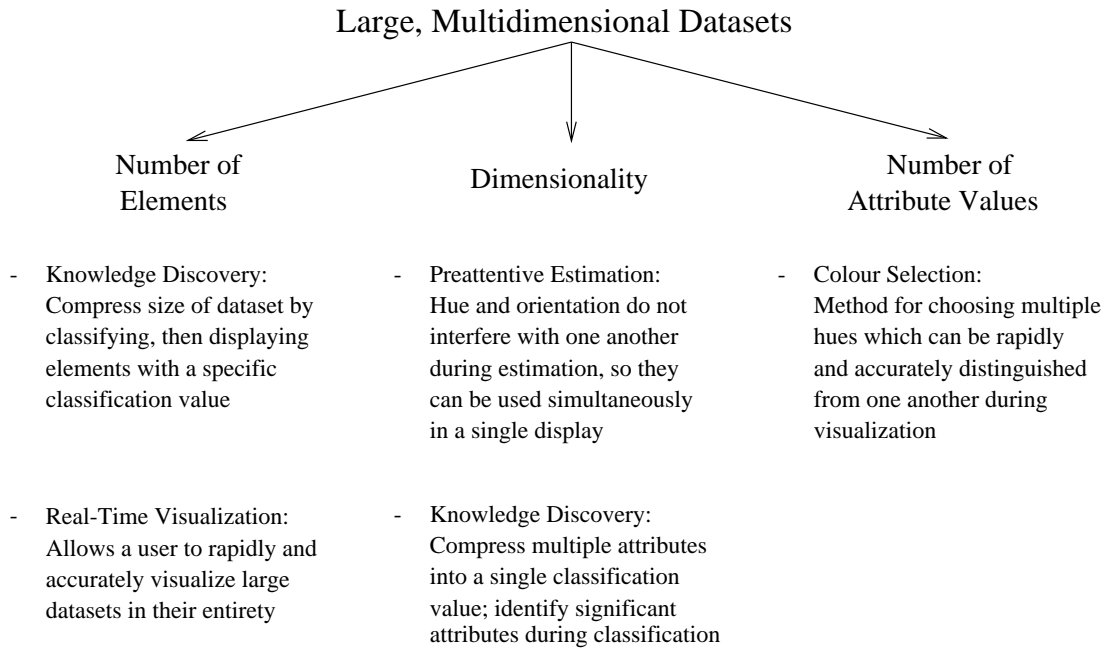 Large, Multidimensional Datasets
Number of
Elements
Dimensionality
Number of
Attribute Values
- Knowledge Discovery:
Compress size of dataset by
classifying, then displaying
elements with a specific
classification value
- Real-Time Visualization:
Allows a user to rapidly and
accurately visualize large
datasets in their entirety
- Preattentive Estimation:
Hue and orientation do not
interfere with one another
during estimation, so they
can be used simultaneously
in a single display
- Knowledge Discovery:
Compress multiple attributes
into a single classification
value; identify significant
attributes during classification
- Colour Selection:
Method for choosing multiple
hues which can be rapidly
and accurately distinguished
from one another during
visualization